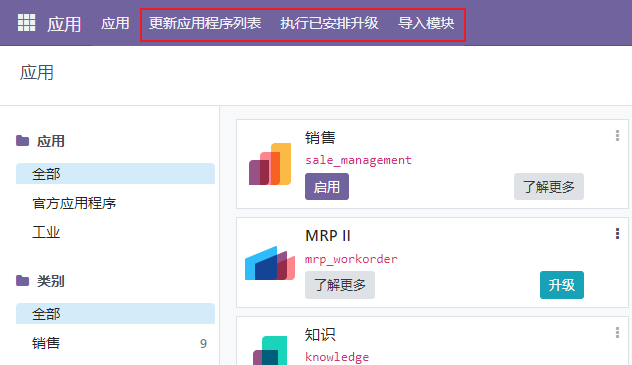 应用 应用 更新应用程序列表 执行已安排升级 导入模块
应用
应用
全部
官方应用程序
工业
类别
全部
销售 9
销售
sale_management
启用 了解更多
MRP II
mrp_workorder
了解更多 升级
知识
knowledge